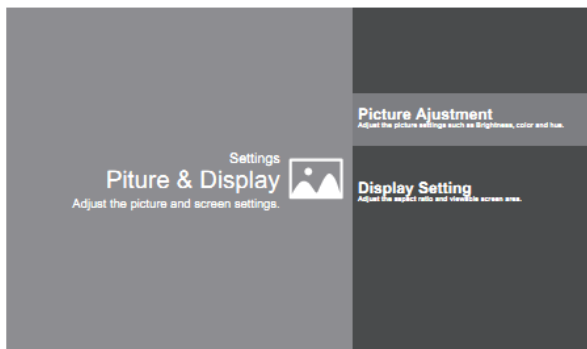 Settings
Piture & Display
Adjust the picture and screen settings.
Picture Ajustment
Adjust the picture settings such as Brightness, color and hue.
Display Setting
Adjust the aspect ratio and viewable screen area.